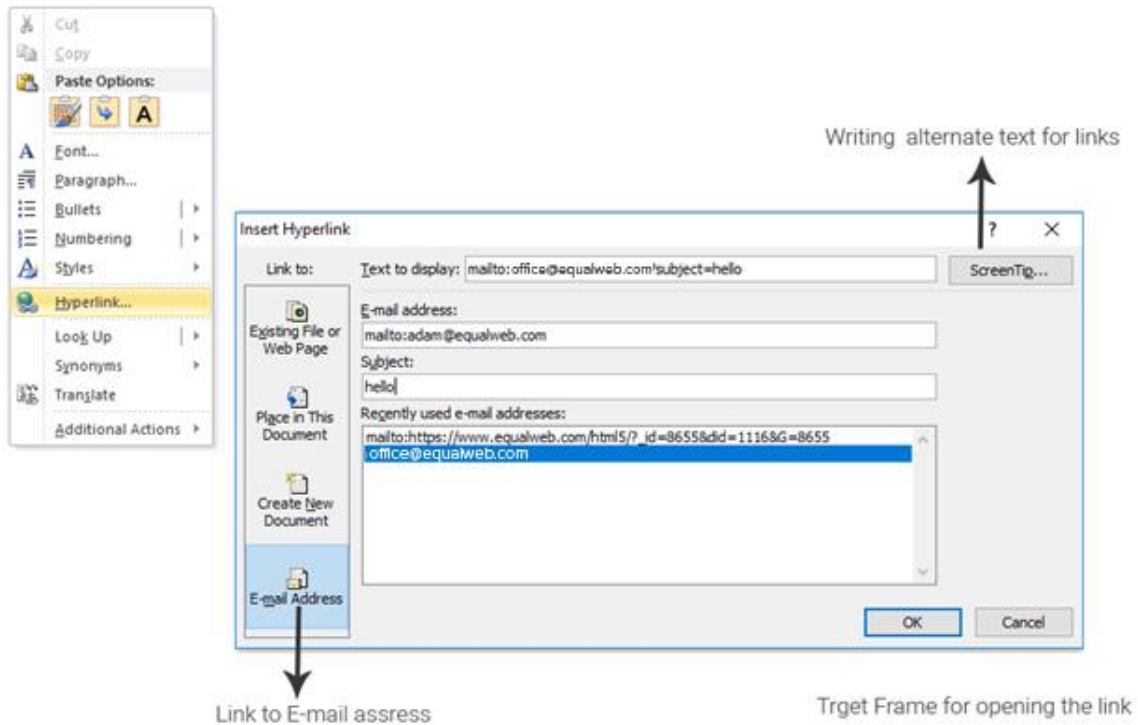 Cut
Copy
Paste Options:
A
A Font...
Paragraph...
Bullets
Numbering
A Styles
Hyperlink...
Look Up
Synonyms
Translate
Additional Actions
Writing alternate text for links
Insert Hyperlink ?
Link to:
Text to display: mailto:office@equalweb.com!subject=hello
ScreenTip...
Existing File or
Web Page
Place in This
Document
Create New
Document
E-mail Address
E-mail address:
mailto:adam@equalweb.com
Subject:
hello
Recently used e-mail addresses:
mailto:https://www.equalweb.com/html5/?_id=8655&did=1116&G=8655
office@equalweb.com
OK Cancel
Link to E-mail assress
Trget Frame for opening the link